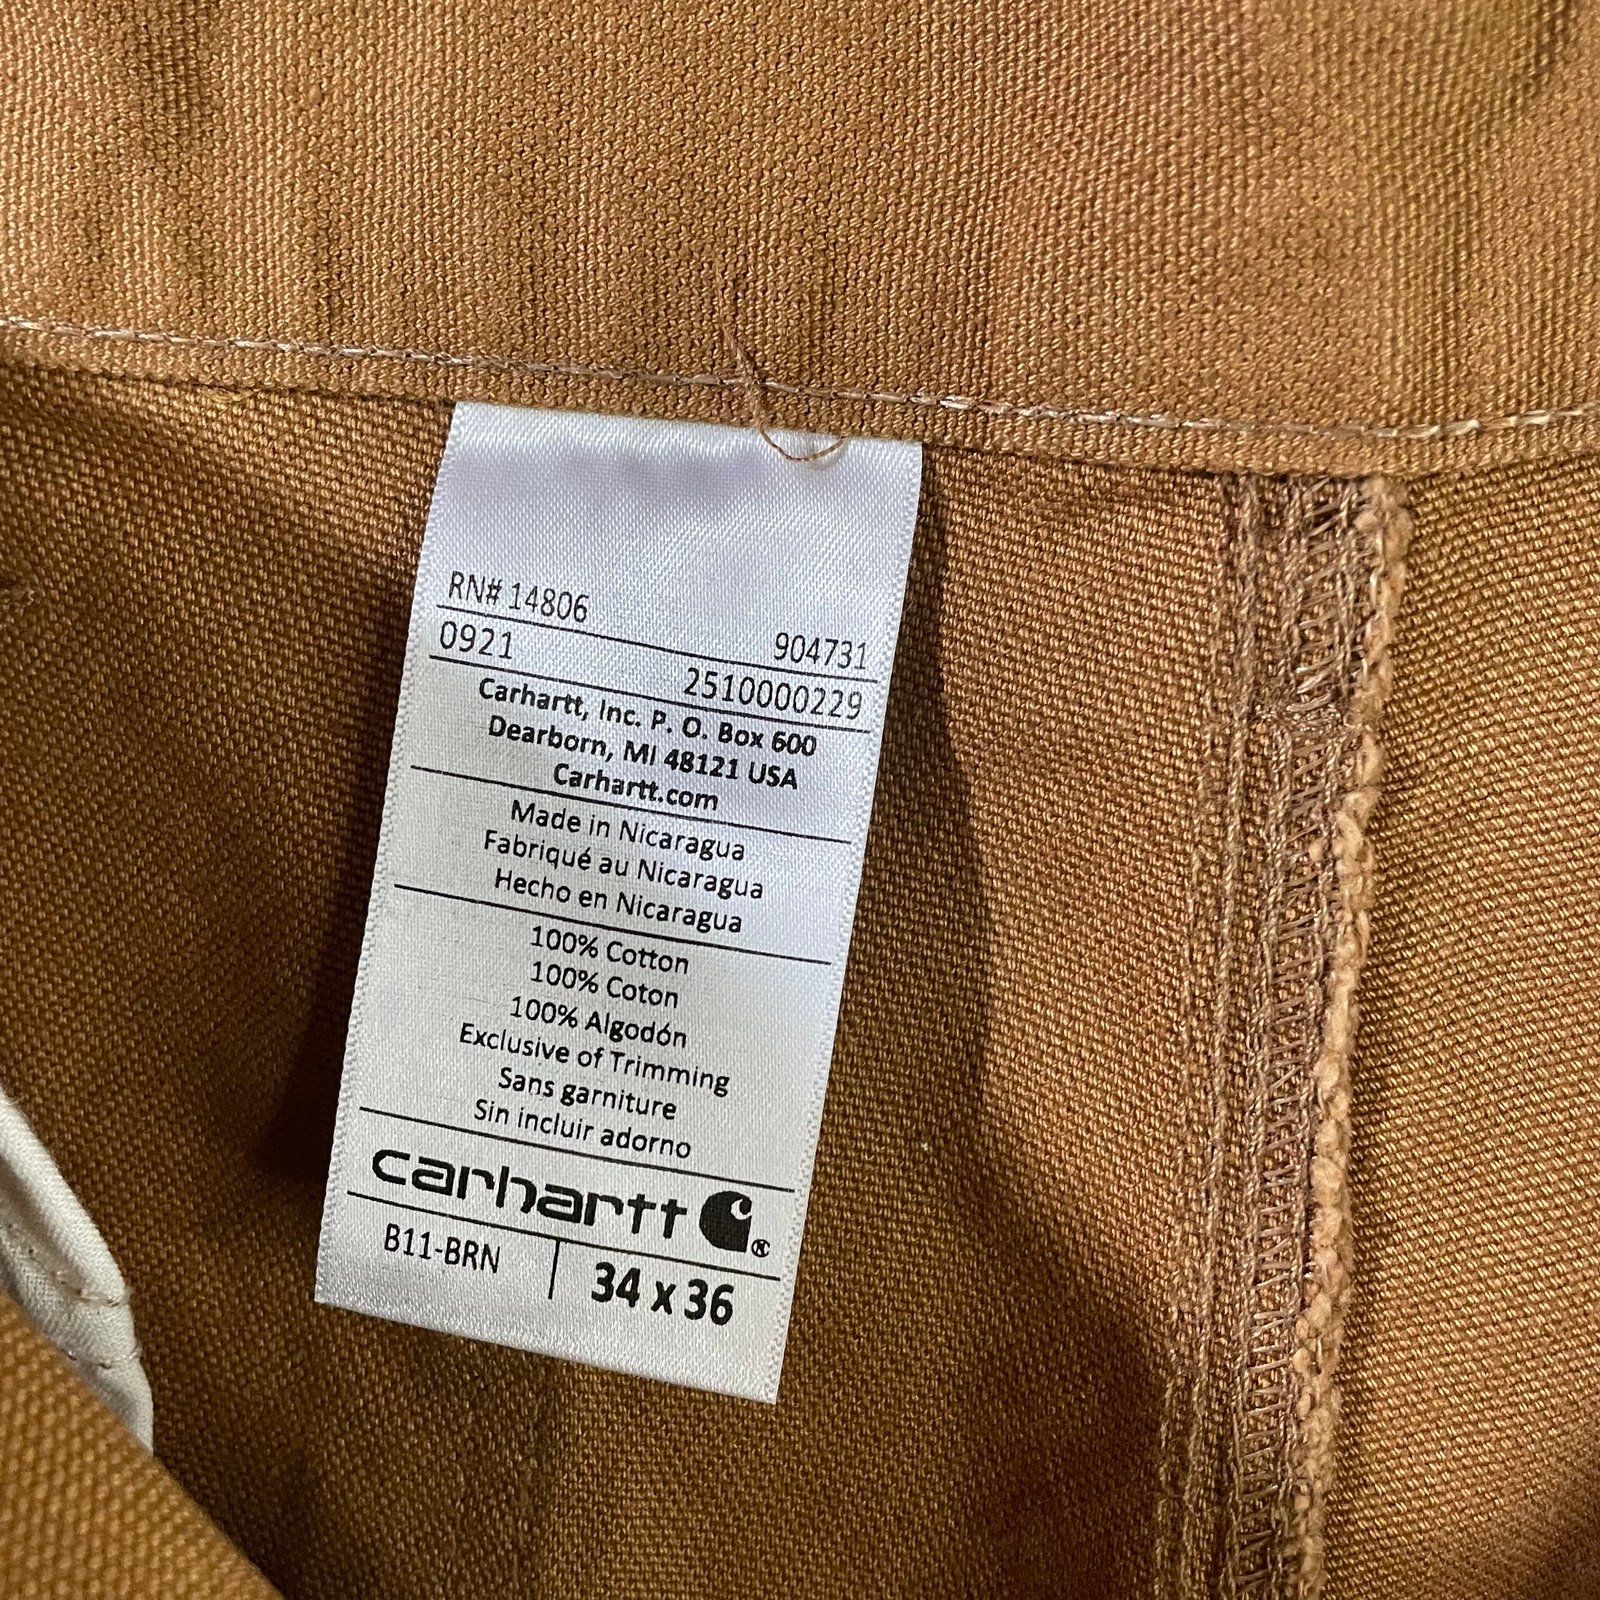 RN# 14806 904731
0921 2510000229
Carhartt, Inc. P. O. Box 600
Dearborn, MI 48121 USA
Carhartt.com
Made in Nicaragua
Fabriqué au Nicaragua
Hecho en Nicaragua
100% Cotton
100% Coton
100% Algodón
Exclusive of Trimming
Sans garniture
Sin incluir adorno
carhartt ®
B11-BRN 34 x 36